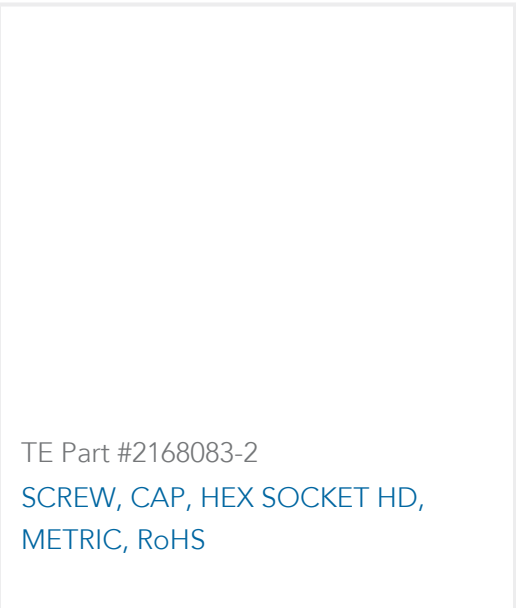 TE Part #2168083-2
SCREW, CAP, HEX SOCKET HD,
METRIC, RoHS